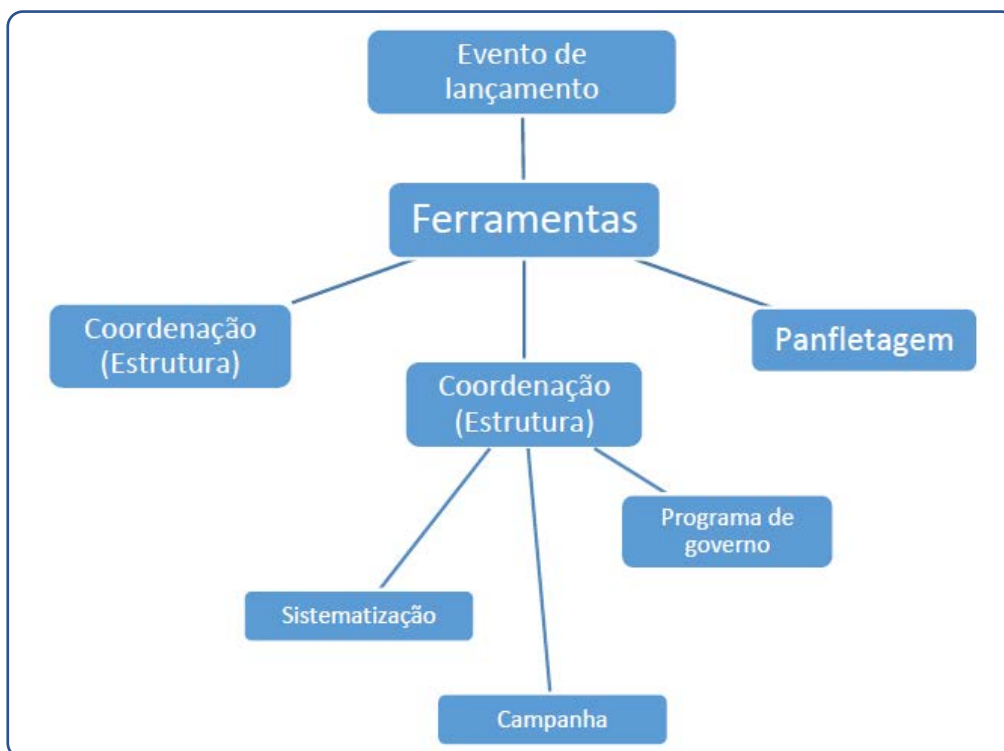 Evento de
lançamento
Ferramentas
Coordenação
(Estrutura)
Coordenação
(Estrutura)
Panfletagem
Programa de
governo
Sistematização
Campanha